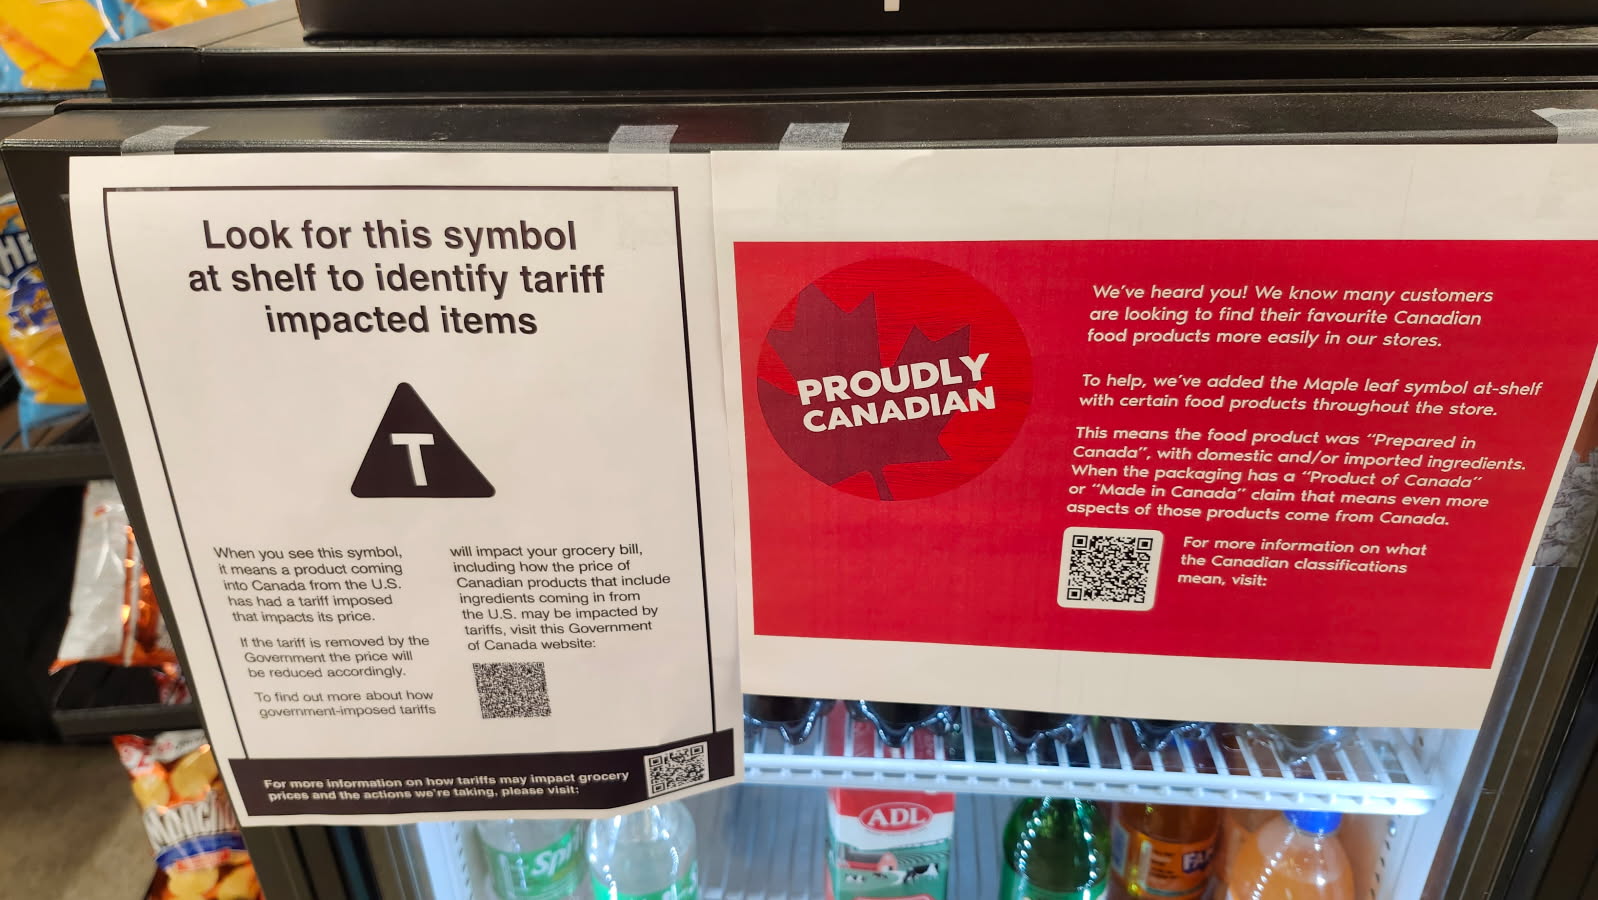 Look for this symbol
at shelf to identify tariff
impacted items
T
When you see this symbol,
it means a product coming
into Canada from the U.S.
has had a tariff imposed
that impacts its price.
If the tariff is removed by the
Government the price will
be reduced accordingly.
To find out more about how
government-imposed tariffs
will impact your grocery bill,
including how the price of
Canadian products that include
ingredients coming in from
the U.S. may be impacted by
tariffs, visit this Government
of Canada website:
For more information on how tariffs may impact grocery
prices and the actions we're taking, please visit:
PROUDLY
CANADIAN
We've heard you! We know many customers
are looking to find their favourite Canadian
food products more easily in our stores.
To help, we've added the Maple leaf symbol at-shelf
with certain food products throughout the store.
This means the food product was "Prepared in
Canada", with domestic and/or imported ingredients.
When the packaging has a "Product of Canada"
or "Made in Canada" claim that means even more
aspects of those products come from Canada.
For more information on what
the Canadian classifications
mean, visit:
ADL